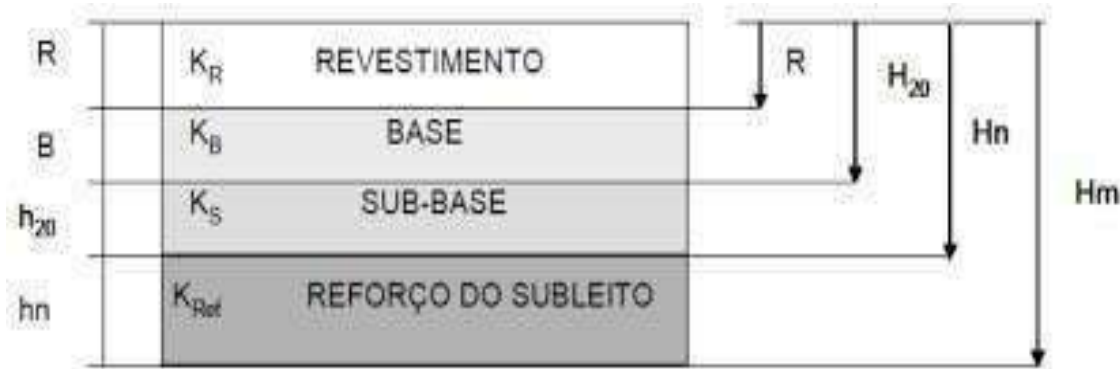 R K_R REVESTIMENTO R H_20
B K_B BASE Hn
h_20 K_S SUB-BASE Hm
hn K_Ref REFORÇO DO SUBLEITO